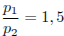 p₁/p₂ = 1,5